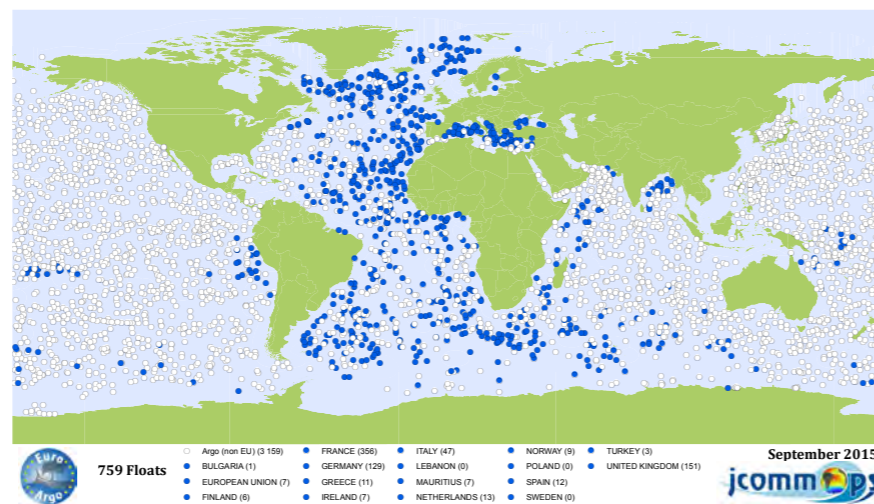 Argo (non EU) (3 159)
FRANCE (356)
ITALY (47)
NORWAY (9)
TURKEY (3)
September 2015
759 Floats
BULGARIA (1)
GERMANY (129)
LEBANON (0)
POLAND (0)
UNITED KINGDOM (151)
EUROPEAN UNION (7)
GREECE (11)
MAURITIUS (7)
SPAIN (12)
FINLAND (6)
IRELAND (7)
NETHERLANDS (13)
SWEDEN (0)
Euro
Argo
jcommops